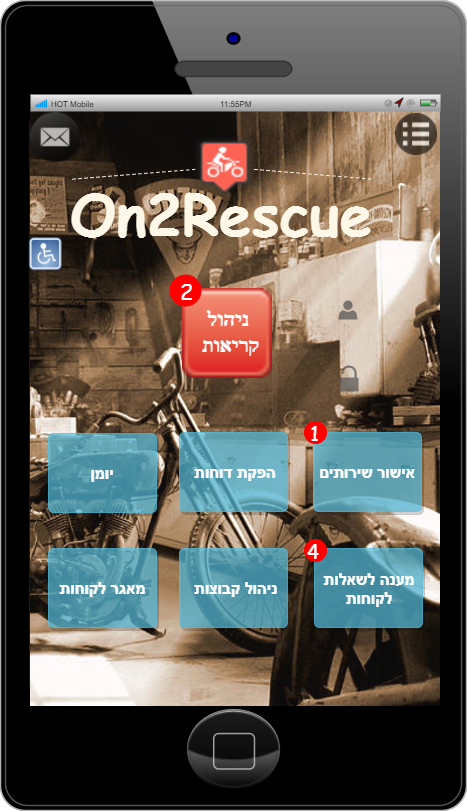 HOT Mobile 11:55PM
On2Rescue
2
ניהול
קריאות
1
אישור שירותים
הפקת דוחות
יומן
4
מענה לשאלות
לקוחות
ניהול קבוצות
מאגר לקוחות